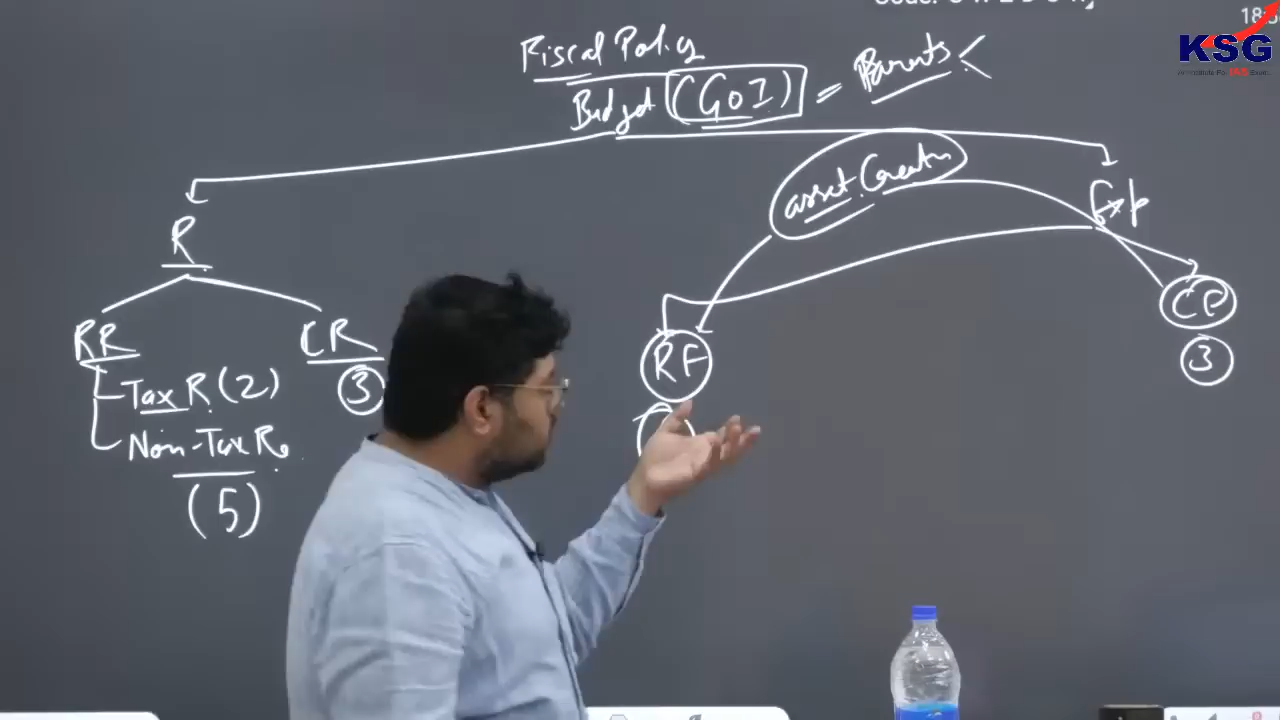 18:
KSG
Fiscal Policy
Budget (GoI) = Parents <
asset Creation
R
Exp
RR
CR
RE
CE
Tax R. (2)
3
3
Non-Tax R.
(5)